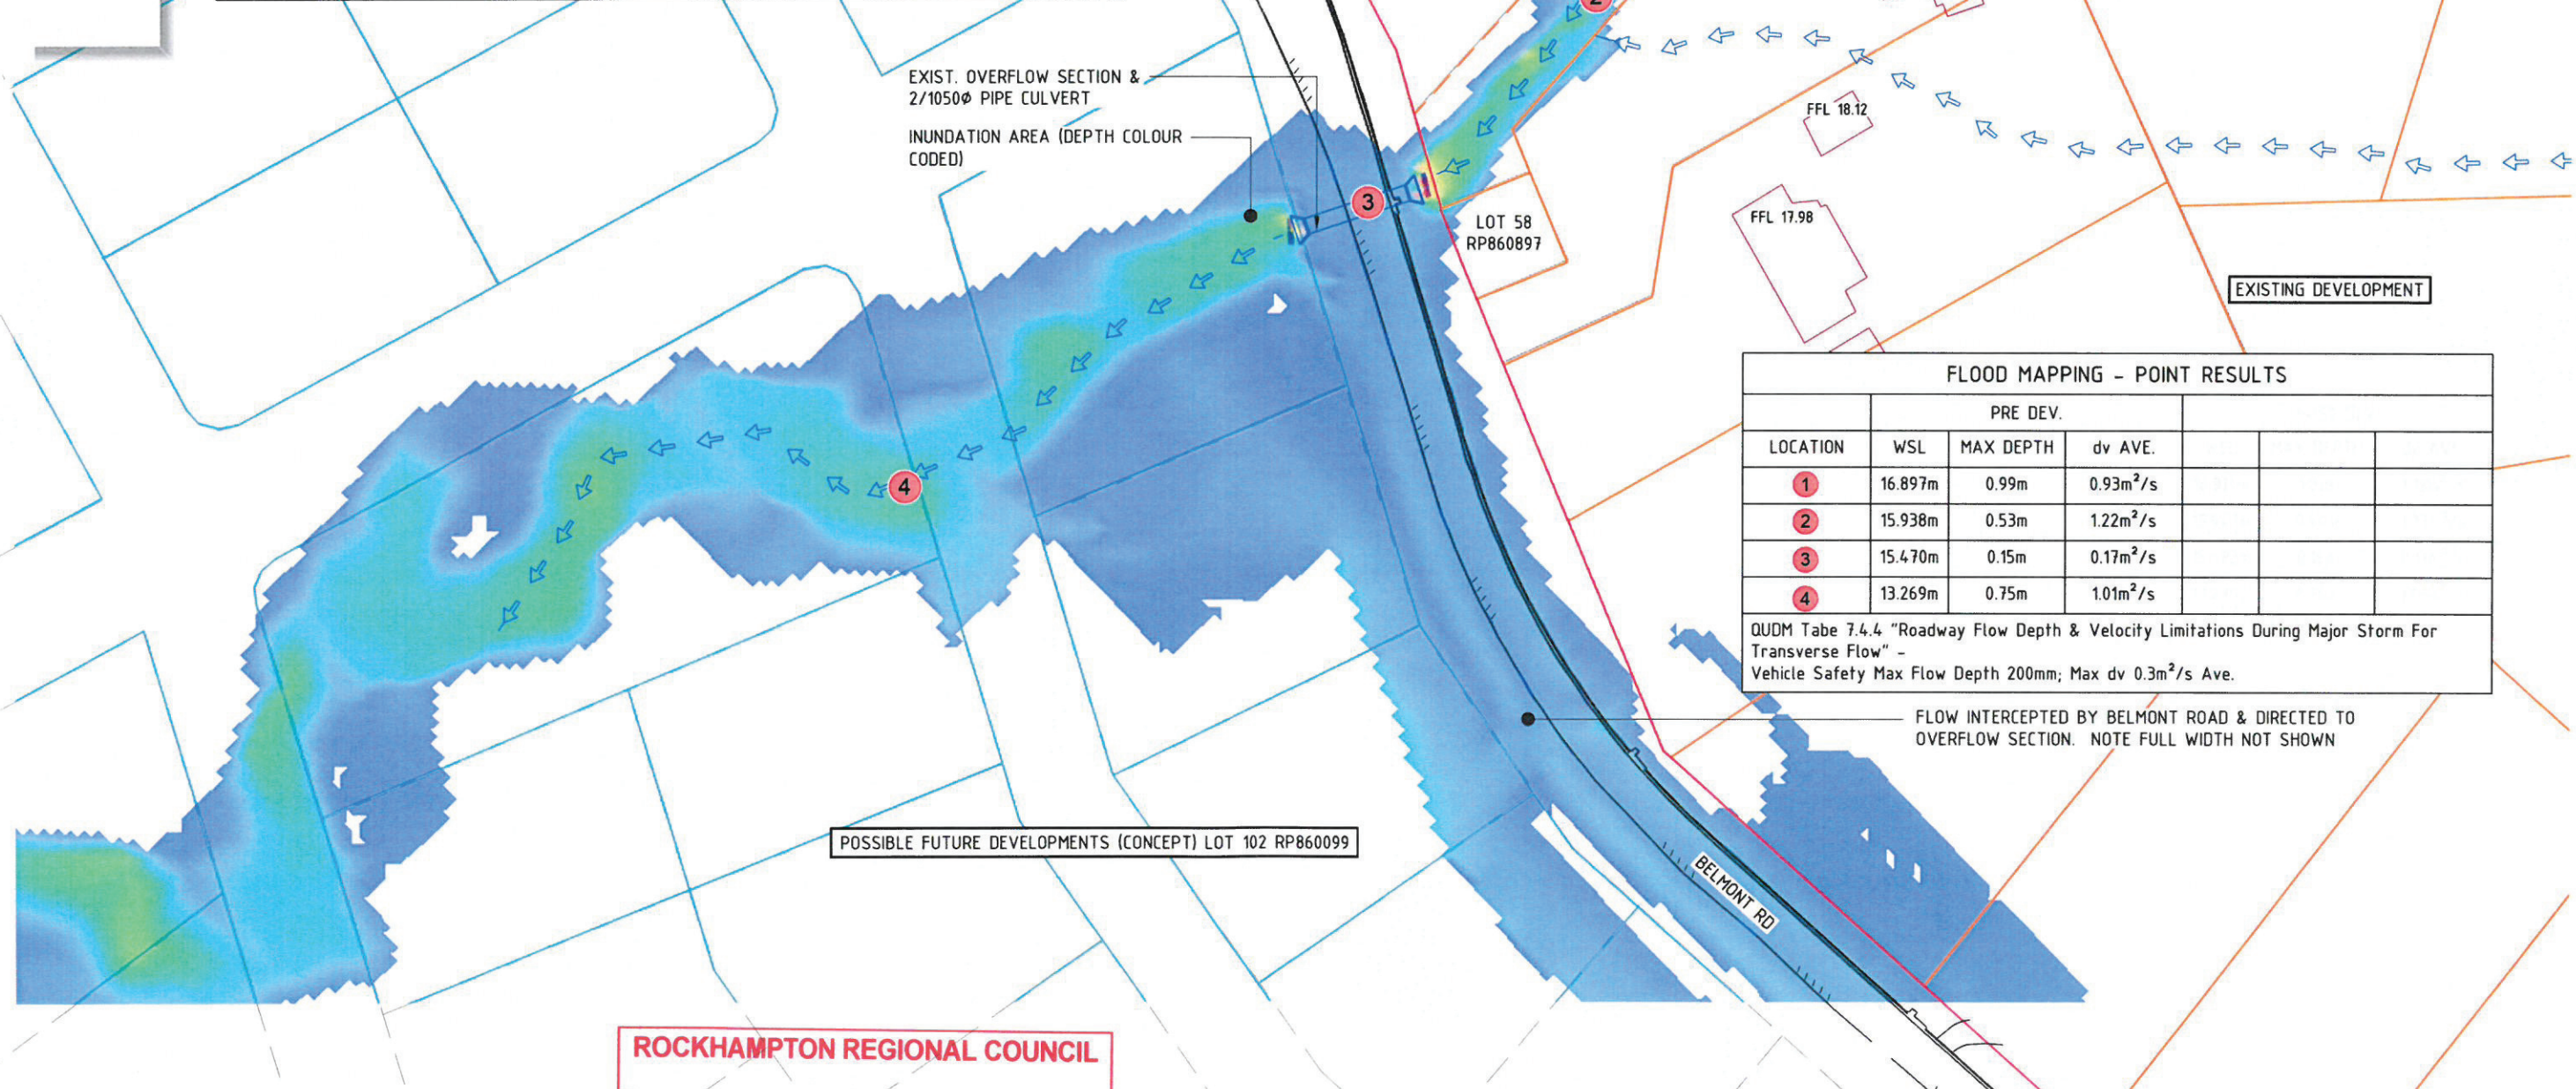 2
EXIST. OVERFLOW SECTION &
2/1050Ø PIPE CULVERT
INUNDATION AREA (DEPTH COLOUR
CODED)
3
LOT 58
RP860897
FFL 18.12
FFL 17.98
EXISTING DEVELOPMENT
4
FLOOD MAPPING - POINT RESULTS
PRE DEV.
LOCATION WSL MAX DEPTH dv AVE.
1 16.897m 0.99m 0.93m²/s
2 15.938m 0.53m 1.22m²/s
3 15.470m 0.15m 0.17m²/s
4 13.269m 0.75m 1.01m²/s
QUDM Tabe 7.4.4 "Roadway Flow Depth & Velocity Limitations During Major Storm For
Transverse Flow" -
Vehicle Safety Max Flow Depth 200mm; Max dv 0.3m²/s Ave.
FLOW INTERCEPTED BY BELMONT ROAD & DIRECTED TO
OVERFLOW SECTION. NOTE FULL WIDTH NOT SHOWN
POSSIBLE FUTURE DEVELOPMENTS (CONCEPT) LOT 102 RP860099
BELMONT RD
ROCKHAMPTON REGIONAL COUNCIL